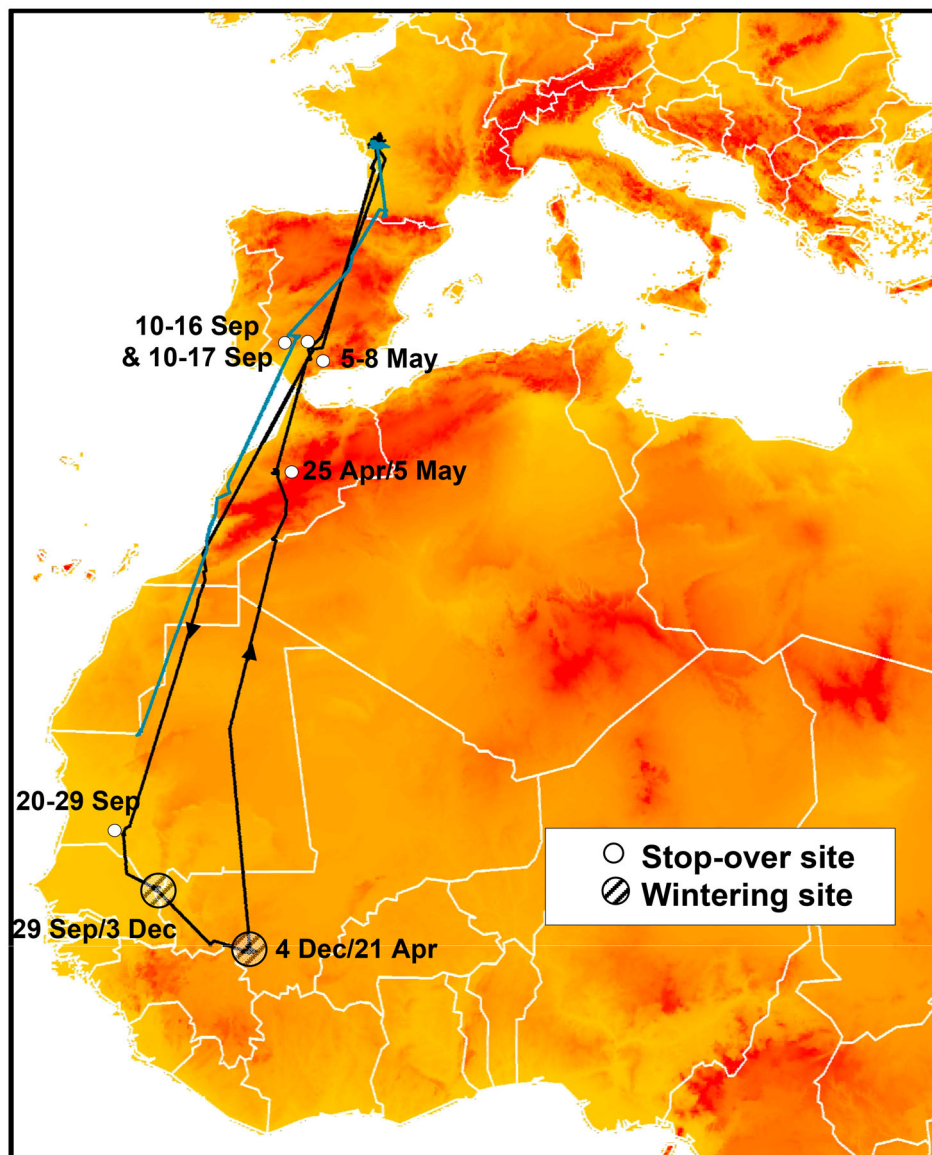 10-16 Sep
& 10-17 Sep
5-8 May
25 Apr/5 May
20-29 Sep
Stop-over site
Wintering site
29 Sep/3 Dec
4 Dec/21 Apr